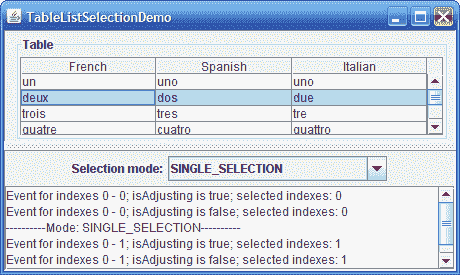 TableListSelectionDemo
Table
French Spanish Italian
un uno uno
deux dos due
trois tres tre
quatre cuatro quattro
Selection mode: SINGLE_SELECTION
Event for indexes 0 - 0; isAdjusting is true; selected indexes: 0
Event for indexes 0 - 0; isAdjusting is false; selected indexes: 0
----------Mode: SINGLE_SELECTION----------
Event for indexes 0 - 1; isAdjusting is true; selected indexes: 1
Event for indexes 0 - 1; isAdjusting is false; selected indexes: 1